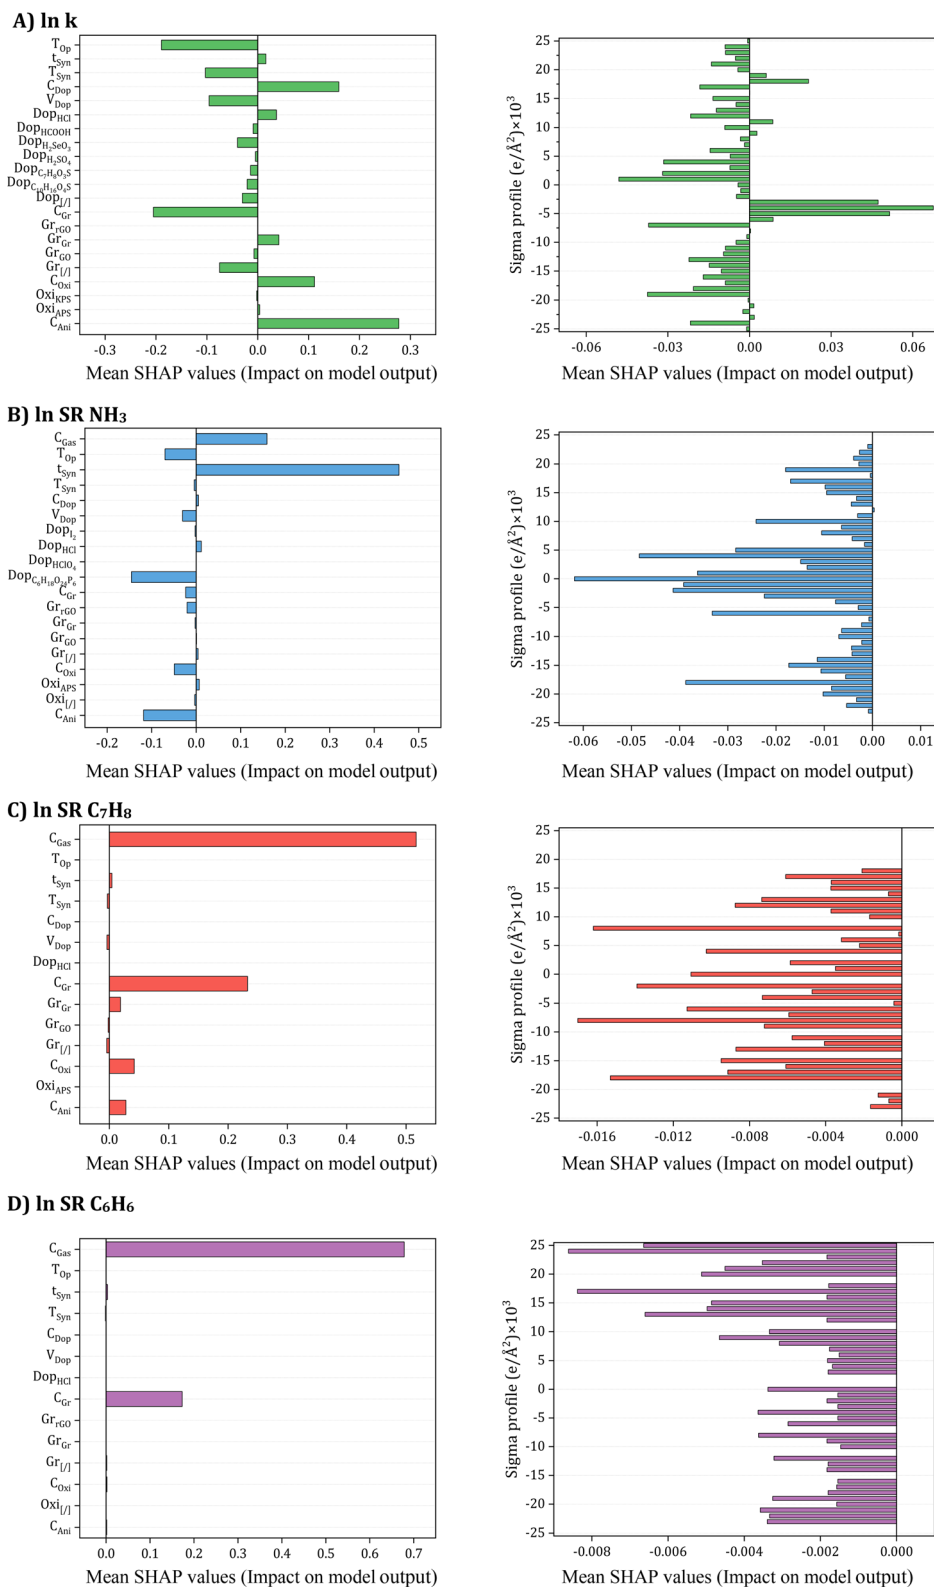 A) ln k
T_Op
t_Syn
T_Syn
C_Dop
V_Dop
Dop_HCl
Dop_HCOOH
Dop_H₂SeO₃
Dop_H₂SO₄
Dop_C₇H₈O₃S
Dop_C₁₀H₁₆O₄S
Dop_[/]
C_Gr
Gr_rGO
Gr_Gr
Gr_GO
Gr_[/]
C_Oxi
Oxi_KPS
Oxi_APS
C_Ani
-0.3 -0.2 -0.1 0.0 0.1 0.2 0.3
Mean SHAP values (Impact on model output)
Sigma profile (e/Å²)×10³
25
20
15
10
5
0
-5
-10
-15
-20
-25
-0.06 -0.03 0.00 0.03 0.06
Mean SHAP values (Impact on model output)
B) ln SR NH₃
C_Gas
T_Op
t_Syn
T_Syn
C_Dop
V_Dop
Dop_I₂
Dop_HCl
Dop_HClO₄
Dop_C₆H₁₈O₂₄P₆
C_Gr
Gr_rGO
Gr_Gr
Gr_GO
Gr_[/]
C_Oxi
Oxi_APS
Oxi_[/]
C_Ani
-0.2 -0.1 0.0 0.1 0.2 0.3 0.4 0.5
Mean SHAP values (Impact on model output)
Sigma profile (e/Å²)×10³
25
20
15
10
5
0
-5
-10
-15
-20
-25
-0.06 -0.05 -0.04 -0.03 -0.02 -0.01 0.00 0.01
Mean SHAP values (Impact on model output)
C) ln SR C₇H₈
C_Gas
T_Op
t_Syn
T_Syn
C_Dop
V_Dop
Dop_HCl
C_Gr
Gr_Gr
Gr_GO
Gr_[/]
C_Oxi
Oxi_APS
C_Ani
0.0 0.1 0.2 0.3 0.4 0.5
Mean SHAP values (Impact on model output)
Sigma profile (e/Å²)×10³
25
20
15
10
5
0
-5
-10
-15
-20
-25
-0.016 -0.012 -0.008 -0.004 0.000
Mean SHAP values (Impact on model output)
D) ln SR C₆H₆
C_Gas
T_Op
t_Syn
T_Syn
C_Dop
V_Dop
Dop_HCl
C_Gr
Gr_rGO
Gr_Gr
Gr_[/]
C_Oxi
Oxi_[/]
C_Ani
0.0 0.1 0.2 0.3 0.4 0.5 0.6 0.7
Mean SHAP values (Impact on model output)
Sigma profile (e/Å²)×10³
25
20
15
10
5
0
-5
-10
-15
-20
-25
-0.008 -0.006 -0.004 -0.002 0.000
Mean SHAP values (Impact on model output)